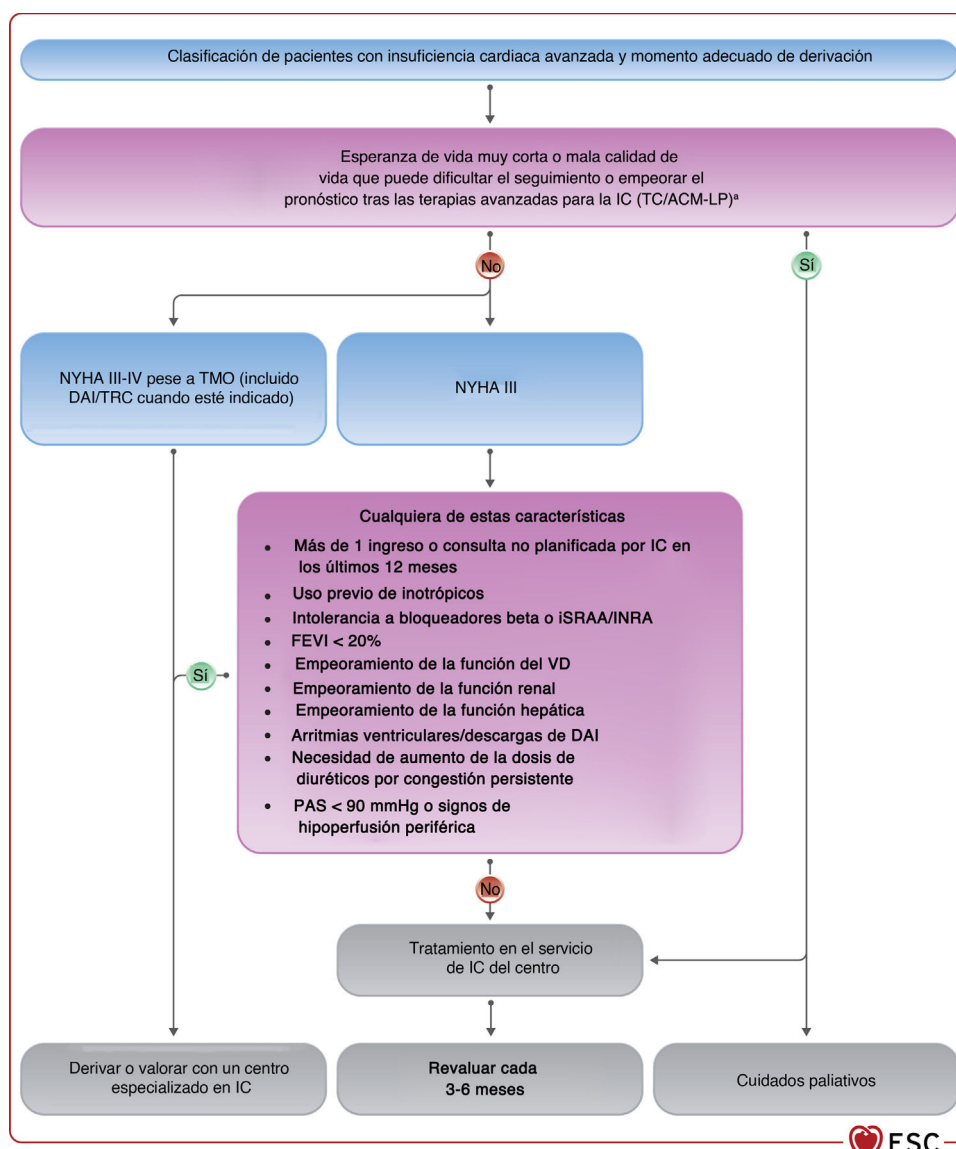 Clasificación de pacientes con insuficiencia cardiaca avanzada y momento adecuado de derivación
Esperanza de vida muy corta o mala calidad de
vida que puede dificultar el seguimiento o empeorar el
pronóstico tras las terapias avanzadas para la IC (TC/ACM-LP)ª
No
Sí
NYHA III-IV pese a TMO (incluido
DAI/TRC cuando esté indicado)
NYHA III
Cualquiera de estas características
• Más de 1 ingreso o consulta no planificada por IC en
los últimos 12 meses
• Uso previo de inotrópicos
• Intolerancia a bloqueadores beta o iSRAA/INRA
• FEVI < 20%
• Empeoramiento de la función del VD
• Empeoramiento de la función renal
• Empeoramiento de la función hepática
• Arritmias ventriculares/descargas de DAI
• Necesidad de aumento de la dosis de
diuréticos por congestión persistente
• PAS < 90 mmHg o signos de
hipoperfusión periférica
Sí
No
Tratamiento en el servicio
de IC del centro
Derivar o valorar con un centro
especializado en IC
Revaluar cada
3-6 meses
Cuidados paliativos
ESC